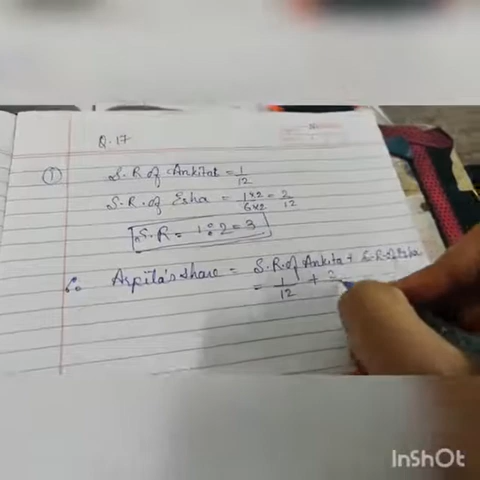 Q.17
① S.R of Ankita = 1/12
S.R. of Esha = 1×2/6×2 = 2/12
S.R = 1:2 = 3
∴ Arpita's share = S.R. of Ankita + S.R. of Esha
= 1/12 + 2
InShOt